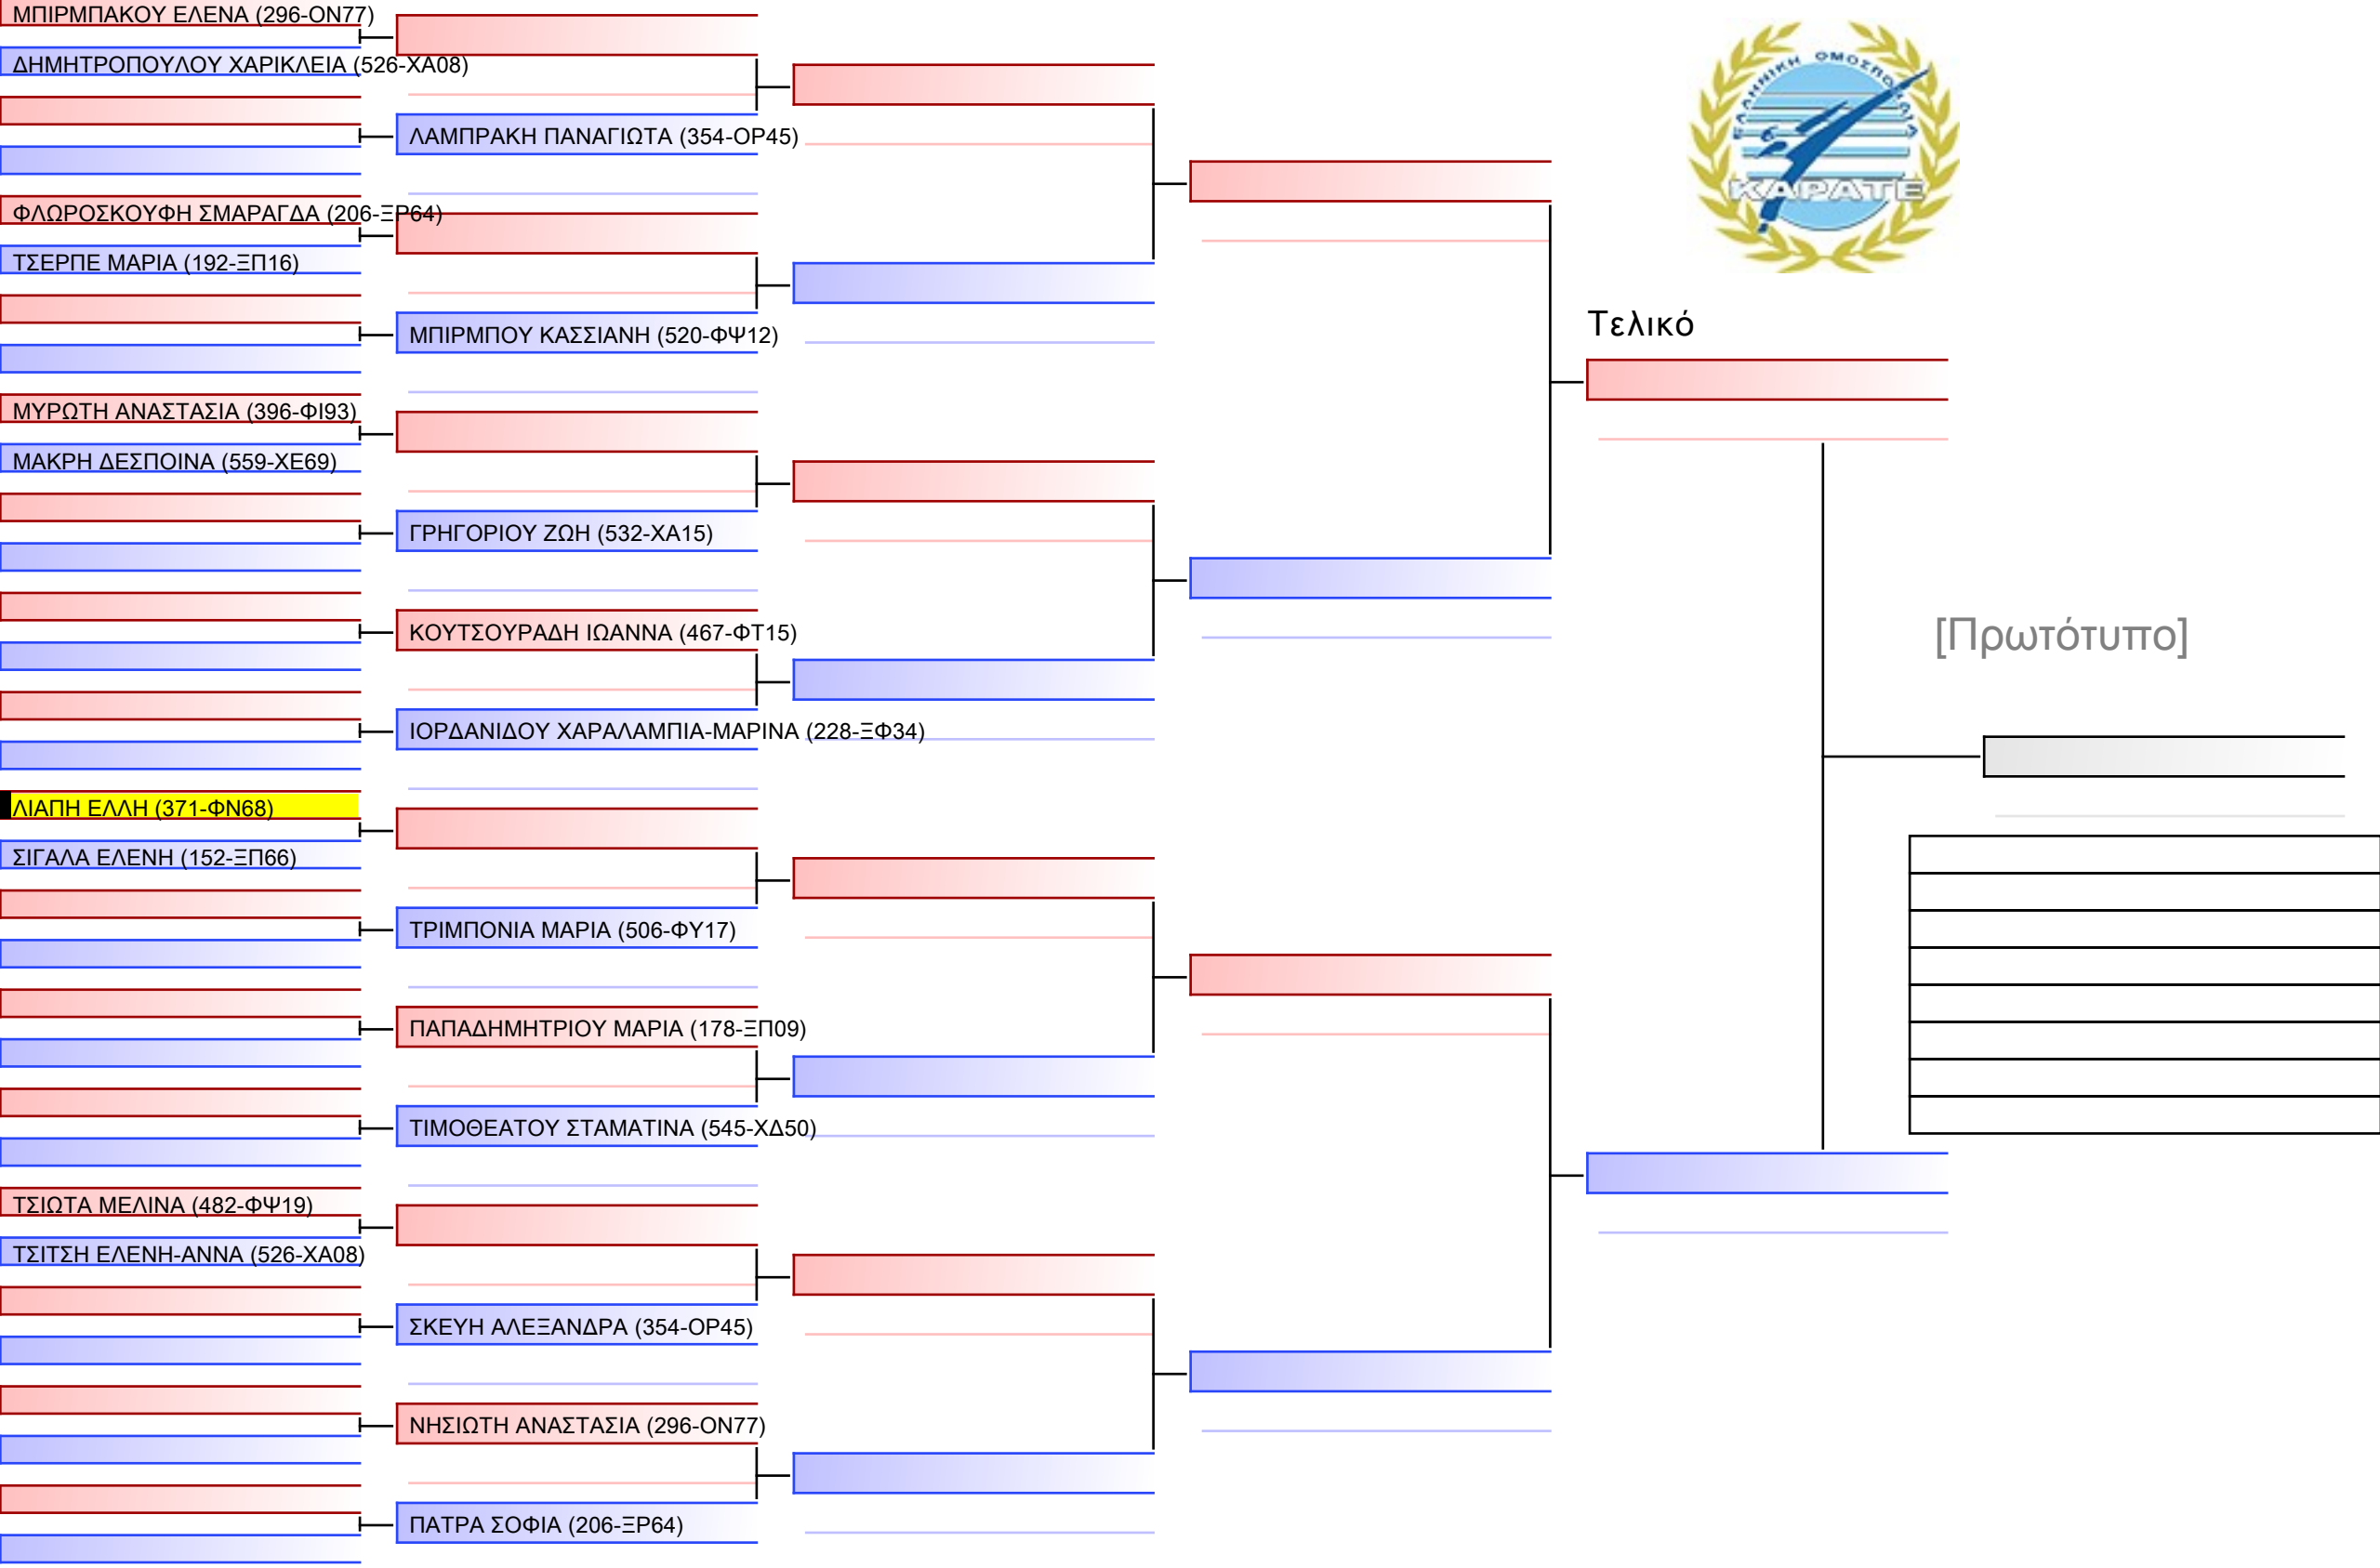 ΜΠΙΡΜΠΑΚΟΥ ΕΛΕΝΑ (296-ΟΝ77)
ΔΗΜΗΤΡΟΠΟΥΛΟΥ ΧΑΡΙΚΛΕΙΑ (526-ΧΑ08)
ΛΑΜΠΡΑΚΗ ΠΑΝΑΓΙΩΤΑ (354-ΟΡ45)
ΦΛΩΡΟΣΚΟΥΦΗ ΣΜΑΡΑΓΔΑ (206-ΞΡ64)
ΤΣΕΡΠΕ ΜΑΡΙΑ (192-ΞΠ16)
ΜΠΙΡΜΠΟΥ ΚΑΣΣΙΑΝΗ (520-ΦΨ12)
ΜΥΡΩΤΗ ΑΝΑΣΤΑΣΙΑ (396-ΦΙ93)
ΜΑΚΡΗ ΔΕΣΠΟΙΝΑ (559-ΧΕ69)
ΓΡΗΓΟΡΙΟΥ ΖΩΗ (532-ΧΑ15)
ΚΟΥΤΣΟΥΡΑΔΗ ΙΩΑΝΝΑ (467-ΦΤ15)
ΙΟΡΔΑΝΙΔΟΥ ΧΑΡΑΛΑΜΠΙΑ-ΜΑΡΙΝΑ (228-ΞΦ34)
ΛΙΑΠΗ ΕΛΛΗ (371-ΦΝ68)
ΣΙΓΑΛΑ ΕΛΕΝΗ (152-ΞΠ66)
ΤΡΙΜΠΟΝΙΑ ΜΑΡΙΑ (506-ΦΥ17)
ΠΑΠΑΔΗΜΗΤΡΙΟΥ ΜΑΡΙΑ (178-ΞΠ09)
ΤΙΜΟΘΕΑΤΟΥ ΣΤΑΜΑΤΙΝΑ (545-ΧΔ50)
ΤΣΙΩΤΑ ΜΕΛΙΝΑ (482-ΦΨ19)
ΤΣΙΤΣΗ ΕΛΕΝΗ-ΑΝΝΑ (526-ΧΑ08)
ΣΚΕΥΗ ΑΛΕΞΑΝΔΡΑ (354-ΟΡ45)
ΝΗΣΙΩΤΗ ΑΝΑΣΤΑΣΙΑ (296-ΟΝ77)
ΠΑΤΡΑ ΣΟΦΙΑ (206-ΞΡ64)
ΕΛΛΗΝΙΚΗ ΟΜΟΣΠΟΝΔΙΑ
ΚΑΡΑΤΕ
Τελικό
[Πρωτότυπο]